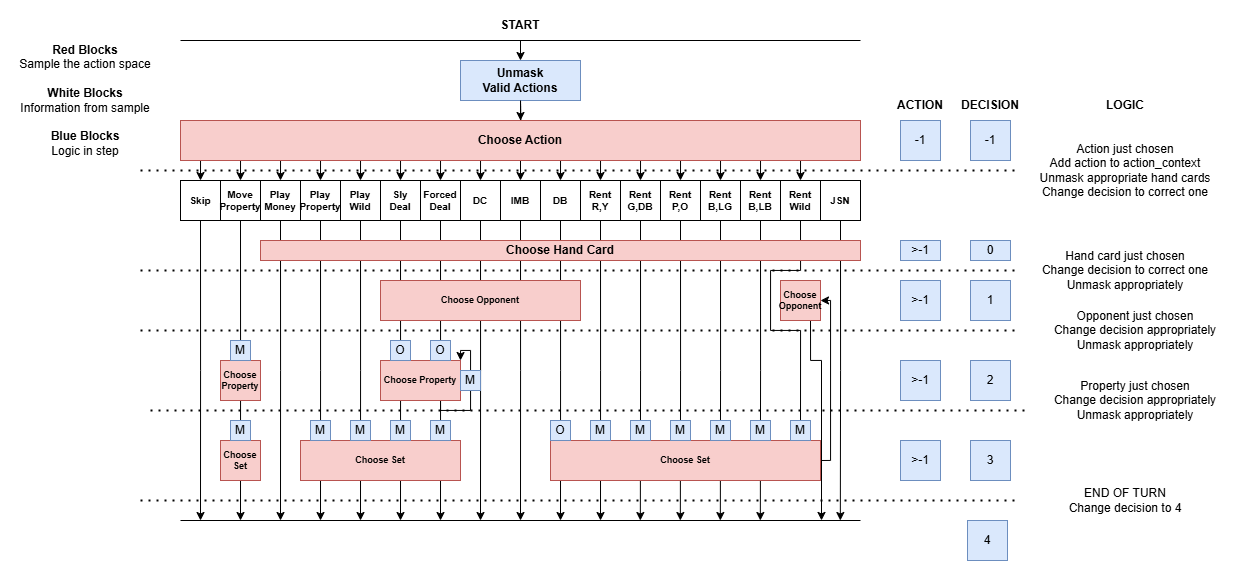 START
Red Blocks
Sample the action space
White Blocks
Information from sample
Blue Blocks
Logic in step
Unmask
Valid Actions
ACTION
DECISION
LOGIC
Choose Action
-1
-1
Action just chosen
Add action to action_context
Unmask appropriate hand cards
Change decision to correct one
Skip
Move
Property
Play
Money
Play
Property
Play
Wild
Sly
Deal
Forced
Deal
DC
IMB
DB
Rent
R,Y
Rent
G,DB
Rent
P,O
Rent
B,LG
Rent
B,LB
Rent
Wild
JSN
Choose Hand Card
>-1
0
Hand card just chosen
Change decision to correct one
Unmask appropriately
Choose Opponent
Choose
Opponent
>-1
1
Opponent just chosen
Change decision appropriately
Unmask appropriately
M
O
O
Choose
Property
Choose Property
M
>-1
2
Property just chosen
Change decision appropriately
Unmask appropriately
M
M
M
M
M
O
M
M
M
M
M
M
Choose
Set
Choose Set
Choose Set
>-1
3
END OF TURN
Change decision to 4
4